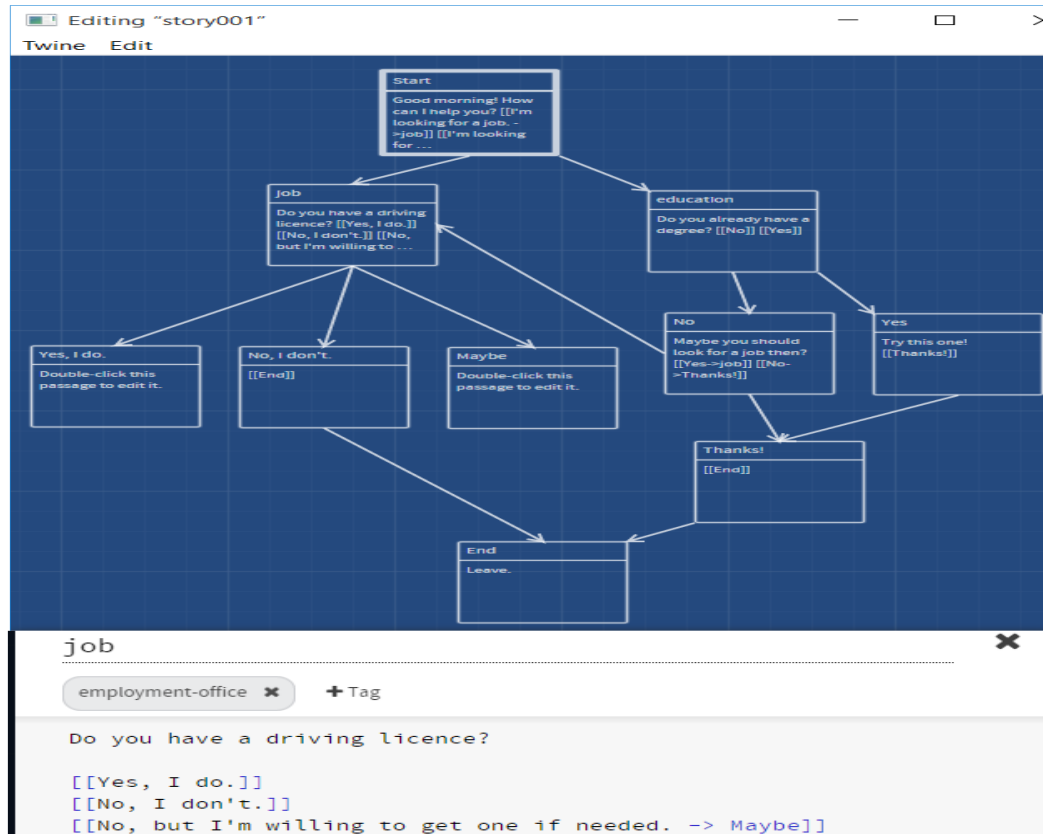 Editing “story001”
Twine Edit
Start
Good morning! How
can I help you? [[I'm
looking for a job. -
>job]] [[I'm looking
for ...
job
Do you have a driving
licence? [[Yes, I do.]]
[[No, I don't.]] [[No,
but I'm willing to ...
education
Do you already have a
degree? [[No]] [[Yes]]
Yes, I do.
Double-click this
passage to edit it.
No, I don't.
[[End]]
Maybe
Double-click this
passage to edit it.
No
Maybe you should
look for a job then?
[[Yes->job]] [[No-
>Thanks!]]
Yes
Try this one!
[[Thanks!]]
Thanks!
[[End]]
End
Leave.
job
employment-office
Tag
Do you have a driving licence?
[[Yes, I do.]]
[[No, I don't.]]
[[No, but I'm willing to get one if needed. -> Maybe]]